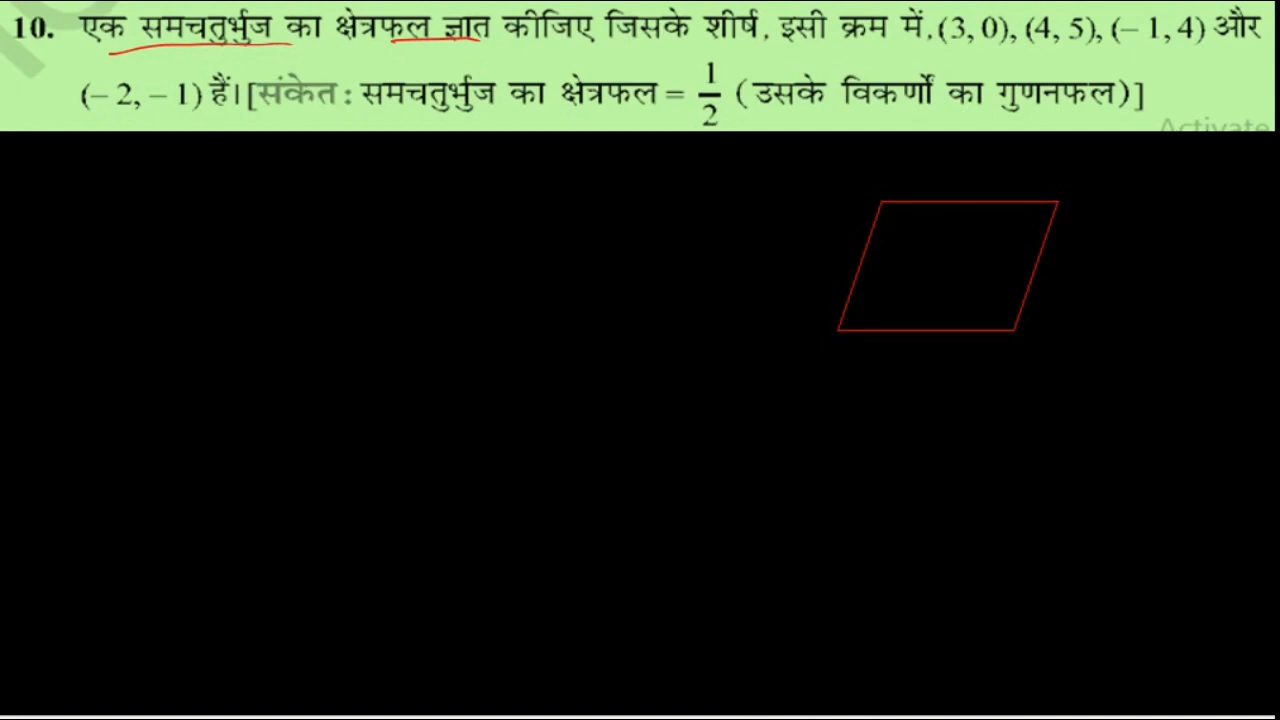 10. एक समचतुर्भुज का क्षेत्रफल ज्ञात कीजिए जिसके शीर्ष, इसी क्रम में, (3, 0), (4, 5), (– 1, 4) और
(– 2, – 1) हैं। [संकेत : समचतुर्भुज का क्षेत्रफल = 1/2 (उसके विकर्णों का गुणनफल)]
Activate